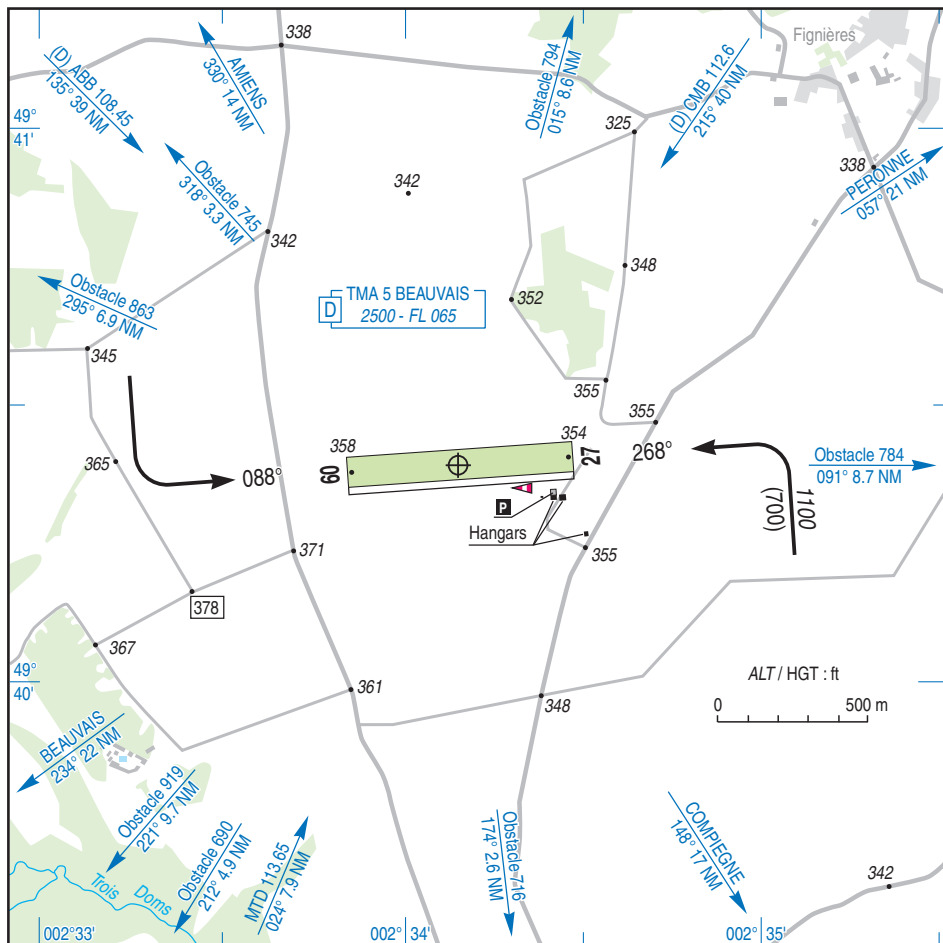 338
Fignières
(D) ABB 108.45
135° 39 NM
AMIENS
330° 14 NM
Obstacle 794
015° 8.6 NM
(D) CMB 112.6
215° 40 NM
49°
41'
325
338
PERONNE
057° 21 NM
Obstacle 745
318° 3.3 NM
342
342
348
Obstacle 863
295° 6.9 NM
D
TMA 5 BEAUVAIS
2500 - FL 065
352
345
355
355
358
354
365
088°
09
27
268°
Obstacle 784
091° 8.7 NM
P
1100
(700)
Hangars
371
355
378
367
49°
40'
361
348
ALT / HGT : ft
0
500 m
BEAUVAIS
234° 22 NM
Obstacle 919
221° 9.7 NM
Obstacle 690
212° 4.9 NM
MTD 113.65
024° 7.9 NM
Obstacle 716
174° 2.6 NM
COMPIEGNE
148° 17 NM
342
Trois Doms
002° 33'
002° 34'
002° 35'